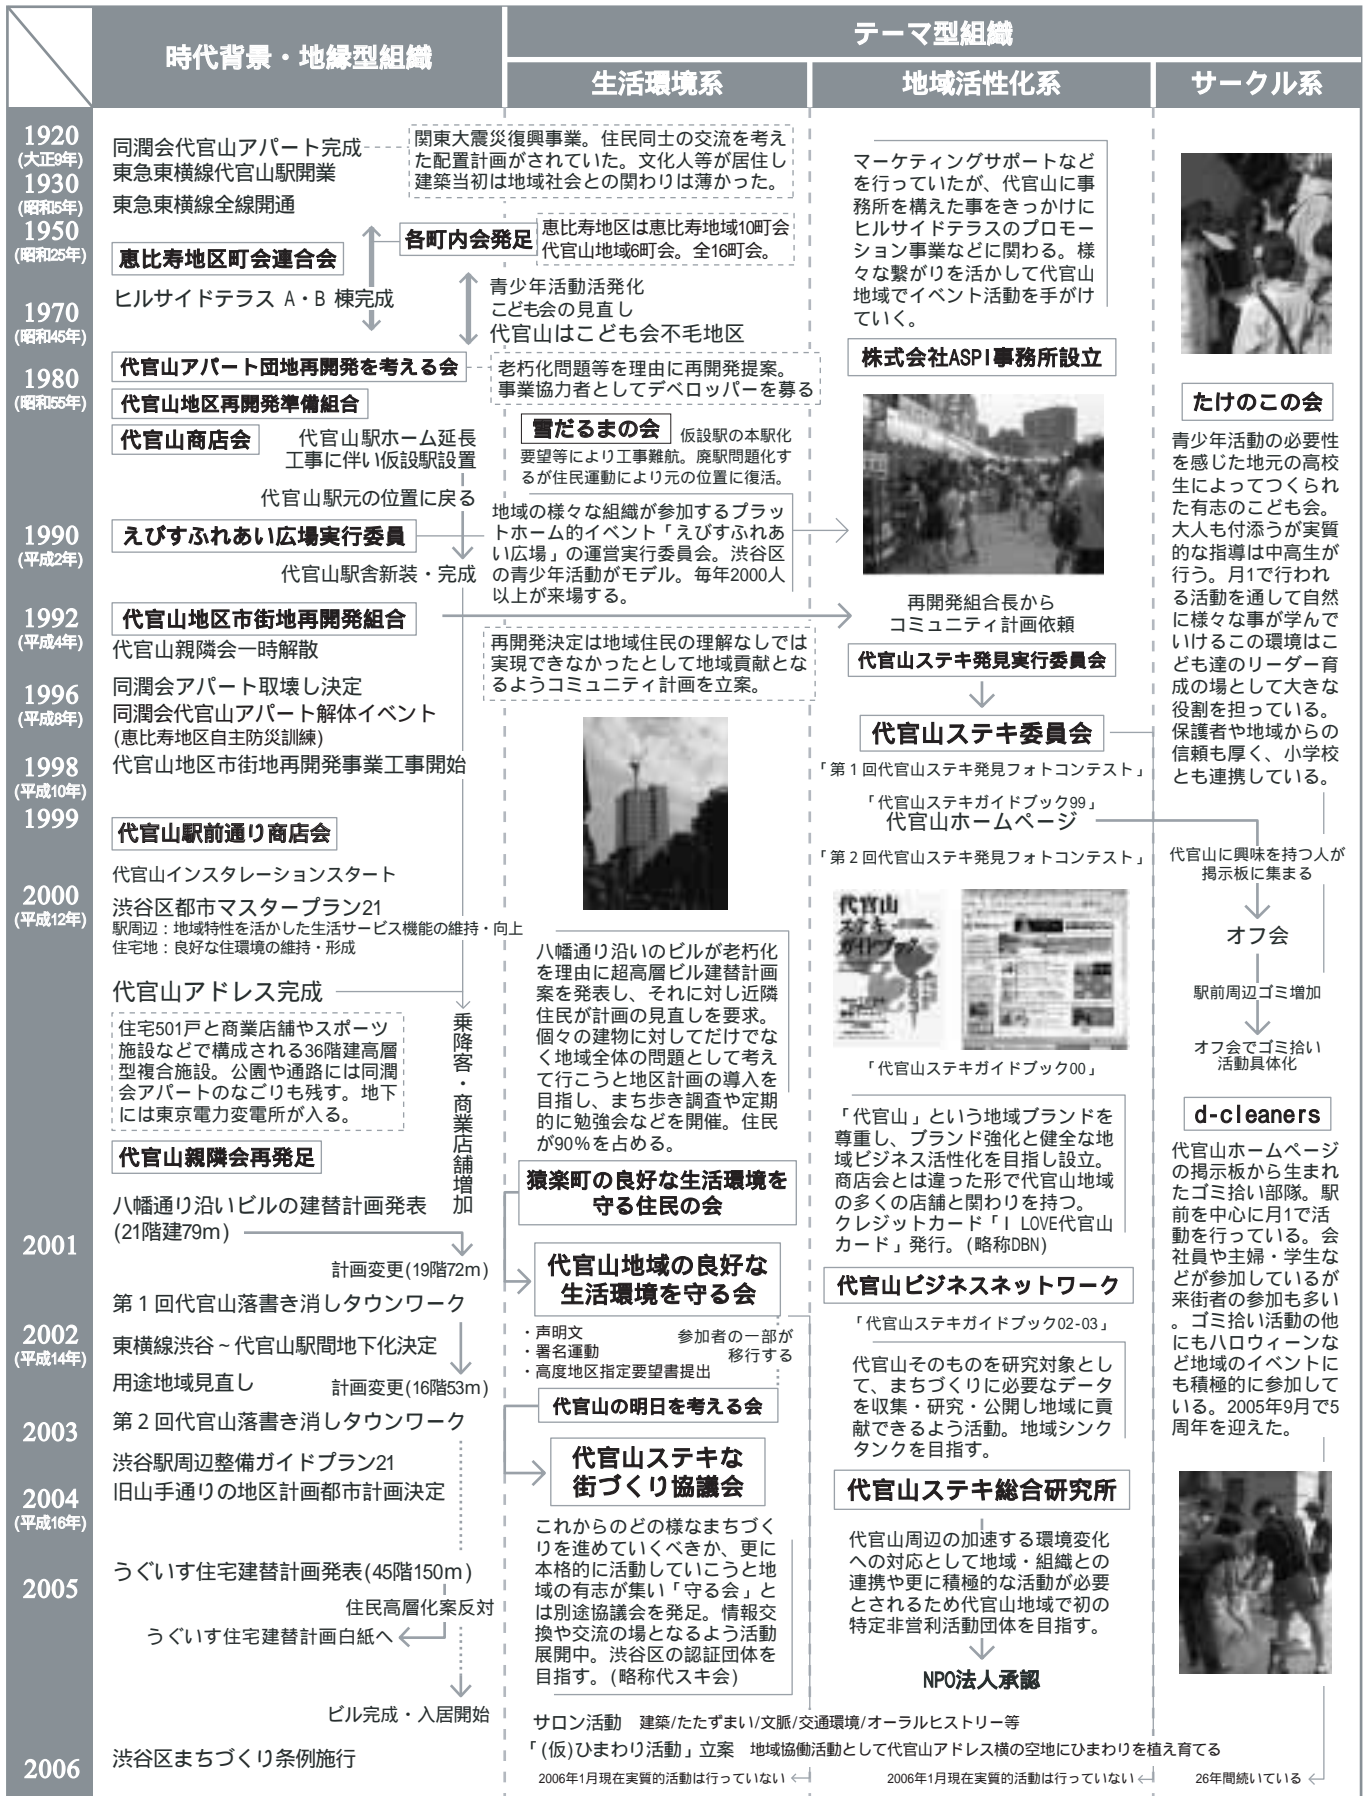 時代背景・地縁型組織
テーマ型組織
生活環境系
地域活性化系
サークル系
1920
(大正9年)
1930
(昭和5年)
1950
(昭和25年)
1970
(昭和45年)
1980
(昭和55年)
1990
(平成2年)
1992
(平成4年)
1996
(平成8年)
1998
(平成10年)
1999
2000
(平成12年)
2001
2002
(平成14年)
2003
2004
(平成16年)
2005
2006
同潤会代官山アパート完成
東急東横線代官山駅開業
東急東横線全線開通
恵比寿地区町会連合会
ヒルサイドテラス A・B 棟完成
代官山アパート団地再開発を考える会
代官山地区再開発準備組合
代官山商店会
代官山駅ホーム延長
工事に伴い仮設駅設置
代官山駅元の位置に戻る
えびすふれあい広場実行委員
代官山駅舎新装・完成
代官山地区市街地再開発組合
代官山親隣会一時解散
同潤会アパート取壊し決定
同潤会代官山アパート解体イベント
(恵比寿地区自主防災訓練)
代官山地区市街地再開発事業工事開始
代官山駅前通り商店会
代官山インスタレーションスタート
渋谷区都市マスタープラン21
駅周辺：地域特性を活かした生活サービス機能の維持・向上
住宅地：良好な住環境の維持・形成
代官山アドレス完成
住宅501戸と商業店舗やスポーツ
施設などで構成される36階建高層
型複合施設。公園や通路には同潤
会アパートのなごりも残す。地下
には東京電力変電所が入る。
乗降客・商業店舗増加
代官山親隣会再発足
八幡通り沿いビルの建替計画発表
(21階建79m)
計画変更(19階72m)
第1回代官山落書き消しタウンワーク
東横線渋谷～代官山駅間地下化決定
用途地域見直し
計画変更(16階53m)
第2回代官山落書き消しタウンワーク
渋谷駅周辺整備ガイドプラン21
旧山手通りの地区計画都市計画決定
うぐいす住宅建替計画発表(45階150m)
住民高層化案反対
うぐいす住宅建替計画白紙へ
ビル完成・入居開始
渋谷区まちづくり条例施行
関東大震災復興事業。住民同士の交流を考え
た配置計画がされていた。文化人等が居住し
建築当初は地域社会との関わりは薄かった。
各町内会発足
恵比寿地区は恵比寿地域10町会
代官山地域6町会。全16町会。
青少年活動活発化
こども会の見直し
代官山はこども会不毛地区
老朽化問題等を理由に再開発提案。
事業協力者としてデベロッパーを募る
雪だるまの会
仮設駅の本駅化
要望等により工事難航。廃駅問題化す
るが住民運動により元の位置に復活。
地域の様々な組織が参加するプラッ
トホーム的イベント「えびすふれあ
い広場」の運営実行委員会。渋谷区
の青少年活動がモデル。毎年2000人
以上が来場する。
再開発決定は地域住民の理解なしでは
実現できなかったとして地域貢献とな
るようコミュニティ計画を立案。
八幡通り沿いのビルが老朽化
を理由に超高層ビル建替計画
案を発表し、それに対し近隣
住民が計画の見直しを要求。
個々の建物に対してだけでな
く地域全体の問題として考え
て行こうと地区計画の導入を
目指し、まち歩き調査や定期
的に勉強会などを開催。住民
が90%を占める。
猿楽町の良好な生活環境を
守る住民の会
代官山地域の良好な
生活環境を守る会
・声明文
・署名運動
・高度地区指定要望書提出
参加者の一部が
移行する
代官山の明日を考える会
代官山ステキな
街づくり協議会
これからのどの様なまちづく
りを進めていくべきか、更に
本格的に活動していこうと地
域の有志が集い「守る会」と
は別途協議会を発足。情報交
換や交流の場となるよう活動
展開中。渋谷区の認証団体を
目指す。(略称代スキ会)
サロン活動　建築/たたずまい/文脈/交通環境/オーラルヒストリー等
「(仮)ひまわり活動」立案　地域協働活動として代官山アドレス横の空地にひまわりを植え育てる
2006年1月現在実質的活動は行っていない
マーケティングサポートなど
を行っていたが、代官山に事
務所を構えた事をきっかけに
ヒルサイドテラスのプロモー
ション事業などに関わる。様
々な繋がりを活かして代官山
地域でイベント活動を手がけ
ていく。
株式会社ASPI事務所設立
再開発組合長から
コミュニティ計画依頼
代官山ステキ発見実行委員会
代官山ステキ委員会
「第1回代官山ステキ発見フォトコンテスト」
「代官山ステキガイドブック99」
代官山ホームページ
「第2回代官山ステキ発見フォトコンテスト」
代官山
ステキ
ガイドブック
「代官山ステキガイドブック00」
「代官山」という地域ブランドを
尊重し、ブランド強化と健全な地
域ビジネス活性化を目指し設立。
商店会とは違った形で代官山地域
の多くの店舗と関わりを持つ。
クレジットカード「I LOVE代官山
カード」発行。(略称DBN)
代官山ビジネスネットワーク
「代官山ステキガイドブック02-03」
代官山そのものを研究対象とし
て、まちづくりに必要なデータ
を収集・研究・公開し地域に貢
献できるよう活動。地域シンク
タンクを目指す。
代官山ステキ総合研究所
代官山周辺の加速する環境変化
への対応として地域・組織との
連携や更に積極的な活動が必要
とされるため代官山地域で初の
特定非営利活動団体を目指す。
NPO法人承認
2006年1月現在実質的活動は行っていない
たけのこの会
青少年活動の必要性
を感じた地元の高校
生によってつくられ
た有志のこども会。
大人も付添うが実質
的な指導は中高生が
行う。月1で行われ
る活動を通して自然
に様々な事が学んで
いけるこの環境はこ
ども達のリーダー育
成の場として大きな
役割を担っている。
保護者や地域からの
信頼も厚く、小学校
とも連携している。
代官山に興味を持つ人が
掲示板に集まる
オフ会
駅前周辺ゴミ増加
オフ会でゴミ拾い
活動具体化
d-cleaners
代官山ホームページ
の掲示板から生まれ
たゴミ拾い部隊。駅
前を中心に月1で活
動を行っている。会
社員や主婦・学生な
どが参加しているが
来街者の参加も多い
。ゴミ拾い活動の他
にもハロウィーンな
ど地域のイベントに
も積極的に参加して
いる。2005年9月で5
周年を迎えた。
26年間続いている